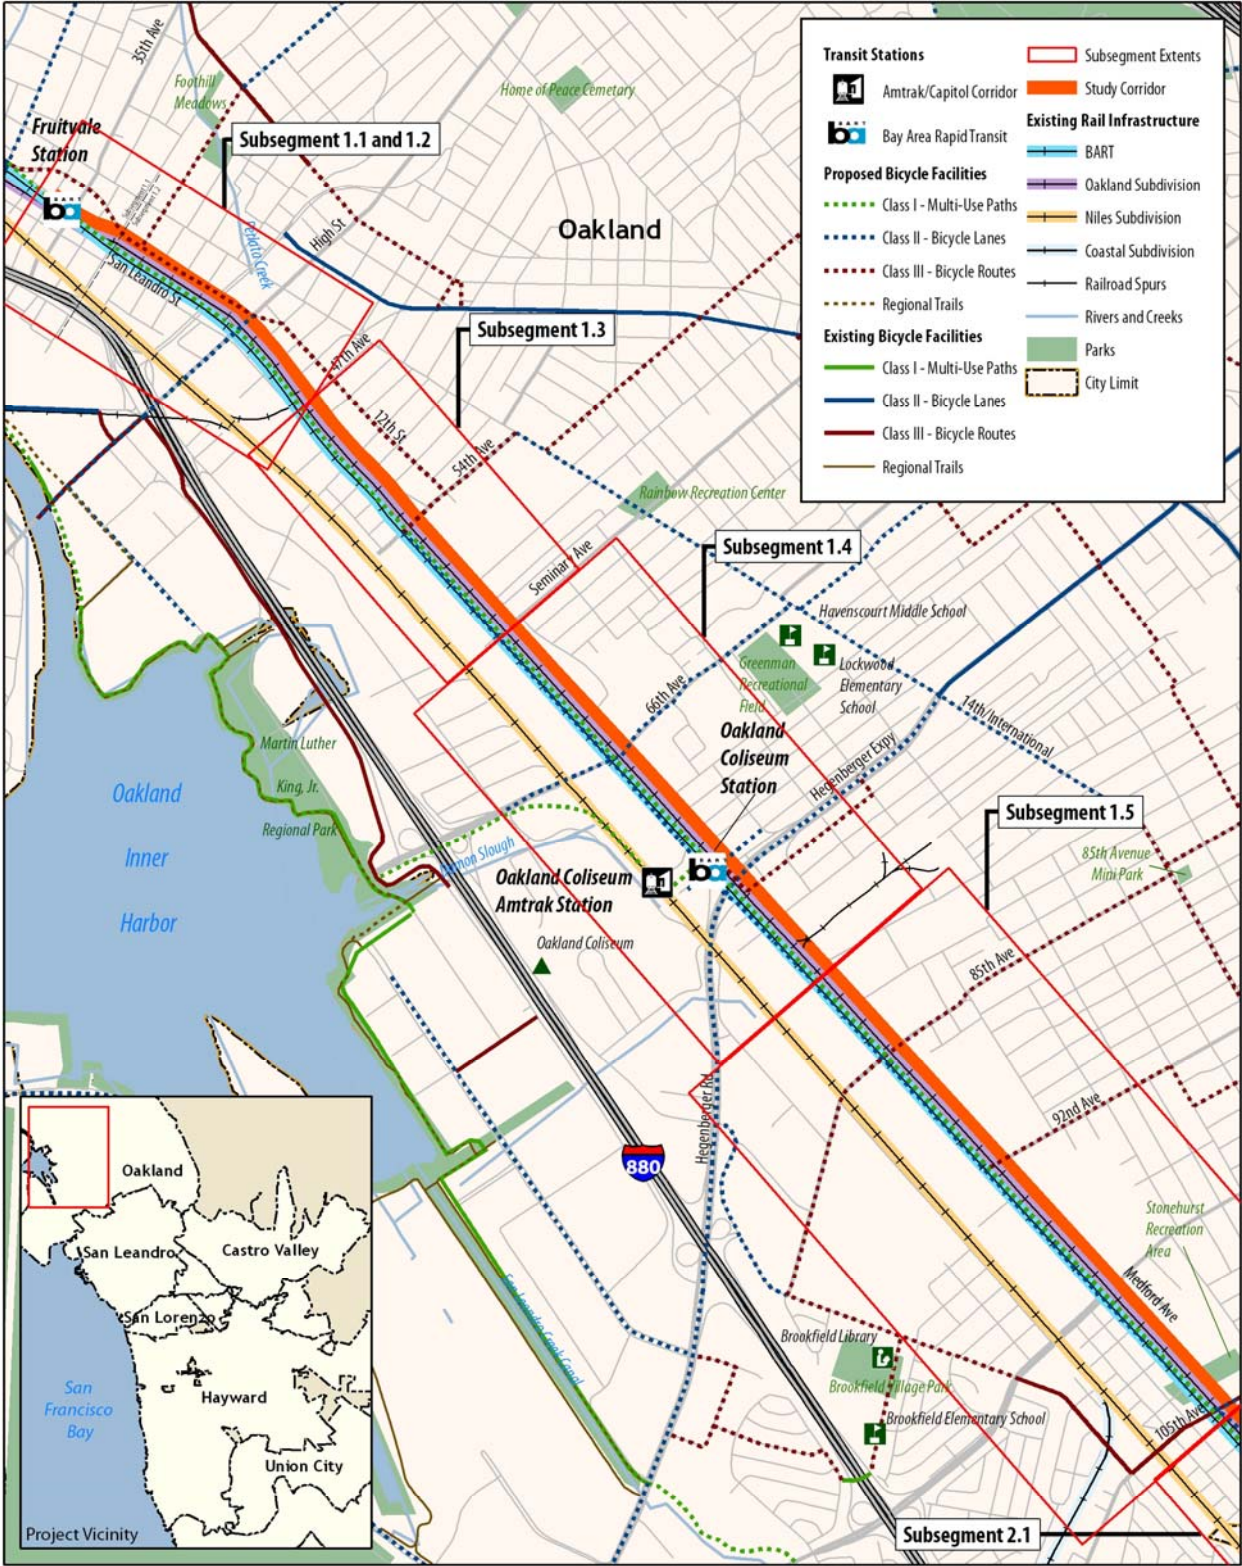 35th Ave
Foothill
Meadows
Home of Peace Cemetery
Fruitvale
Station
Subsegment 1.1 and 1.2
BART
ba
Peralta Creek
High St
Oakland
San Leandro St
Subsegment 1.3
47th Ave
12th St
54th Ave
Rainbow Recreation Center
Transit Stations
Amtrak/Capitol Corridor
BART
ba
Bay Area Rapid Transit
Proposed Bicycle Facilities
Class I - Multi-Use Paths
Class II - Bicycle Lanes
Class III - Bicycle Routes
Regional Trails
Existing Bicycle Facilities
Class I - Multi-Use Paths
Class II - Bicycle Lanes
Class III - Bicycle Routes
Regional Trails
Subsegment Extents
Study Corridor
Existing Rail Infrastructure
BART
Oakland Subdivision
Niles Subdivision
Coastal Subdivision
Railroad Spurs
Rivers and Creeks
Parks
City Limit
Subsegment 1.4
Seminary Ave
Havenscourt Middle School
Greenman
Recreational
Field
Lockwood
Elementary
School
66th Ave
14th/International
Oakland
Coliseum
Station
Hegenberger Expy
Martin Luther
King, Jr.
Regional Park
Oakland
Inner
Harbor
Subsegment 1.5
85th Avenue
Mini Park
Damon Slough
Oakland Coliseum
Amtrak Station
BART
ba
Oakland Coliseum
85th Ave
92nd Ave
Hegenberger Rd
880
Stonehurst
Recreation
Area
Medford Ave
San Leandro Creek Canal
Brookfield Library
Brookfield Village Park
Brookfield Elementary School
105th Ave
Subsegment 2.1
Oakland
San Leandro
Castro Valley
San Lorenzo
Hayward
San
Francisco
Bay
Union City
Project Vicinity